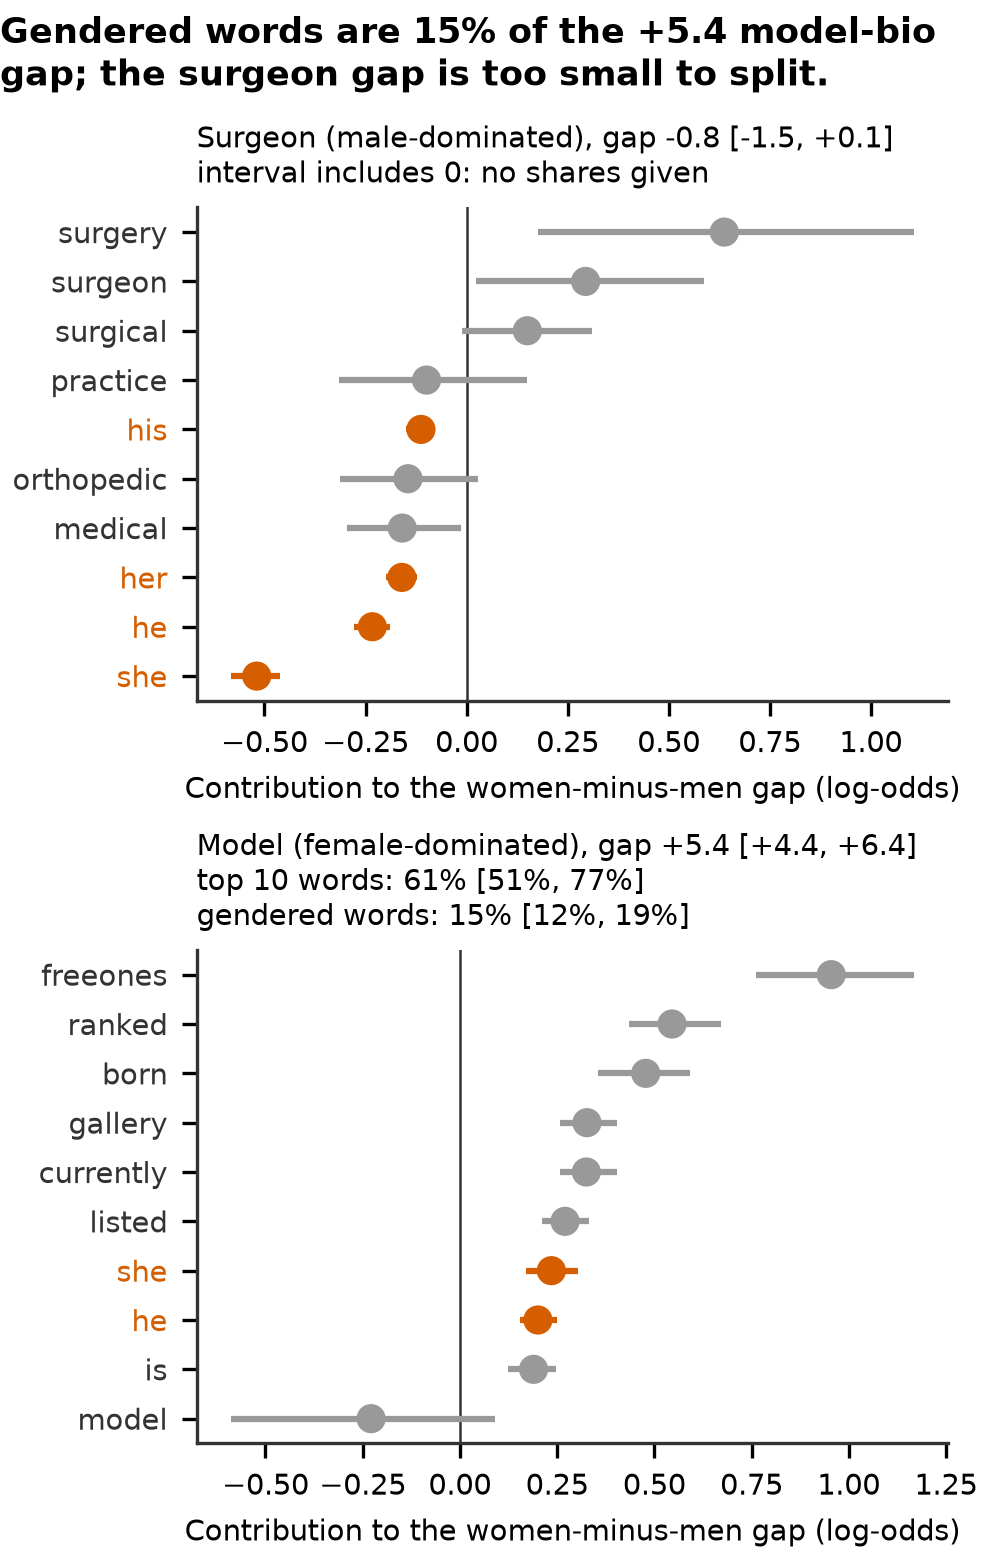 Gendered words are 15% of the +5.4 model-bio
gap; the surgeon gap is too small to split.
Surgeon (male-dominated), gap -0.8 [-1.5, +0.1]
interval includes 0: no shares given
surgery
surgeon
surgical
practice
his
orthopedic
medical
her
he
she
−0.50 −0.25 0.00 0.25 0.50 0.75 1.00
Contribution to the women-minus-men gap (log-odds)
Model (female-dominated), gap +5.4 [+4.4, +6.4]
top 10 words: 61% [51%, 77%]
gendered words: 15% [12%, 19%]
freeones
ranked
born
gallery
currently
listed
she
he
is
model
−0.50 −0.25 0.00 0.25 0.50 0.75 1.00 1.25
Contribution to the women-minus-men gap (log-odds)